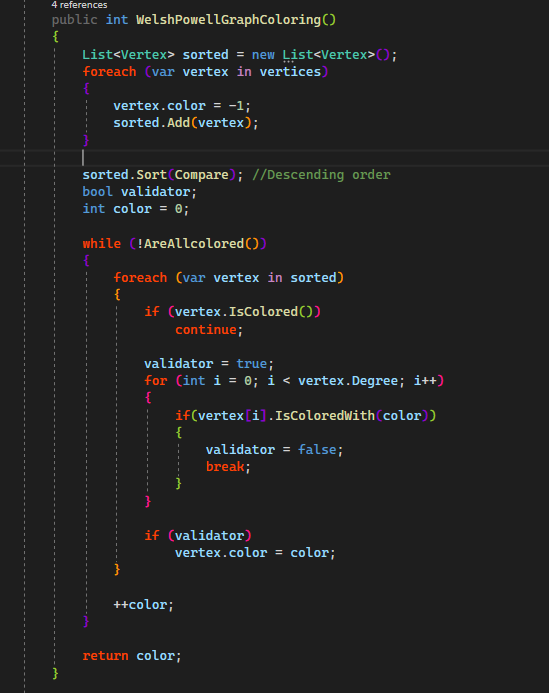 4 references
public int WelshPowellGraphColoring()
{
List<Vertex> sorted = new List<Vertex>();
foreach (var vertex in vertices)
{
vertex.color = -1;
sorted.Add(vertex);
}
sorted.Sort(Compare); //Descending order
bool validator;
int color = 0;
while (!AreAllcolored())
{
foreach (var vertex in sorted)
{
if (vertex.IsColored())
continue;
validator = true;
for (int i = 0; i < vertex.Degree; i++)
{
if(vertex[i].IsColoredWith(color))
{
validator = false;
break;
}
}
if (validator)
vertex.color = color;
}
++color;
}
return color;
}